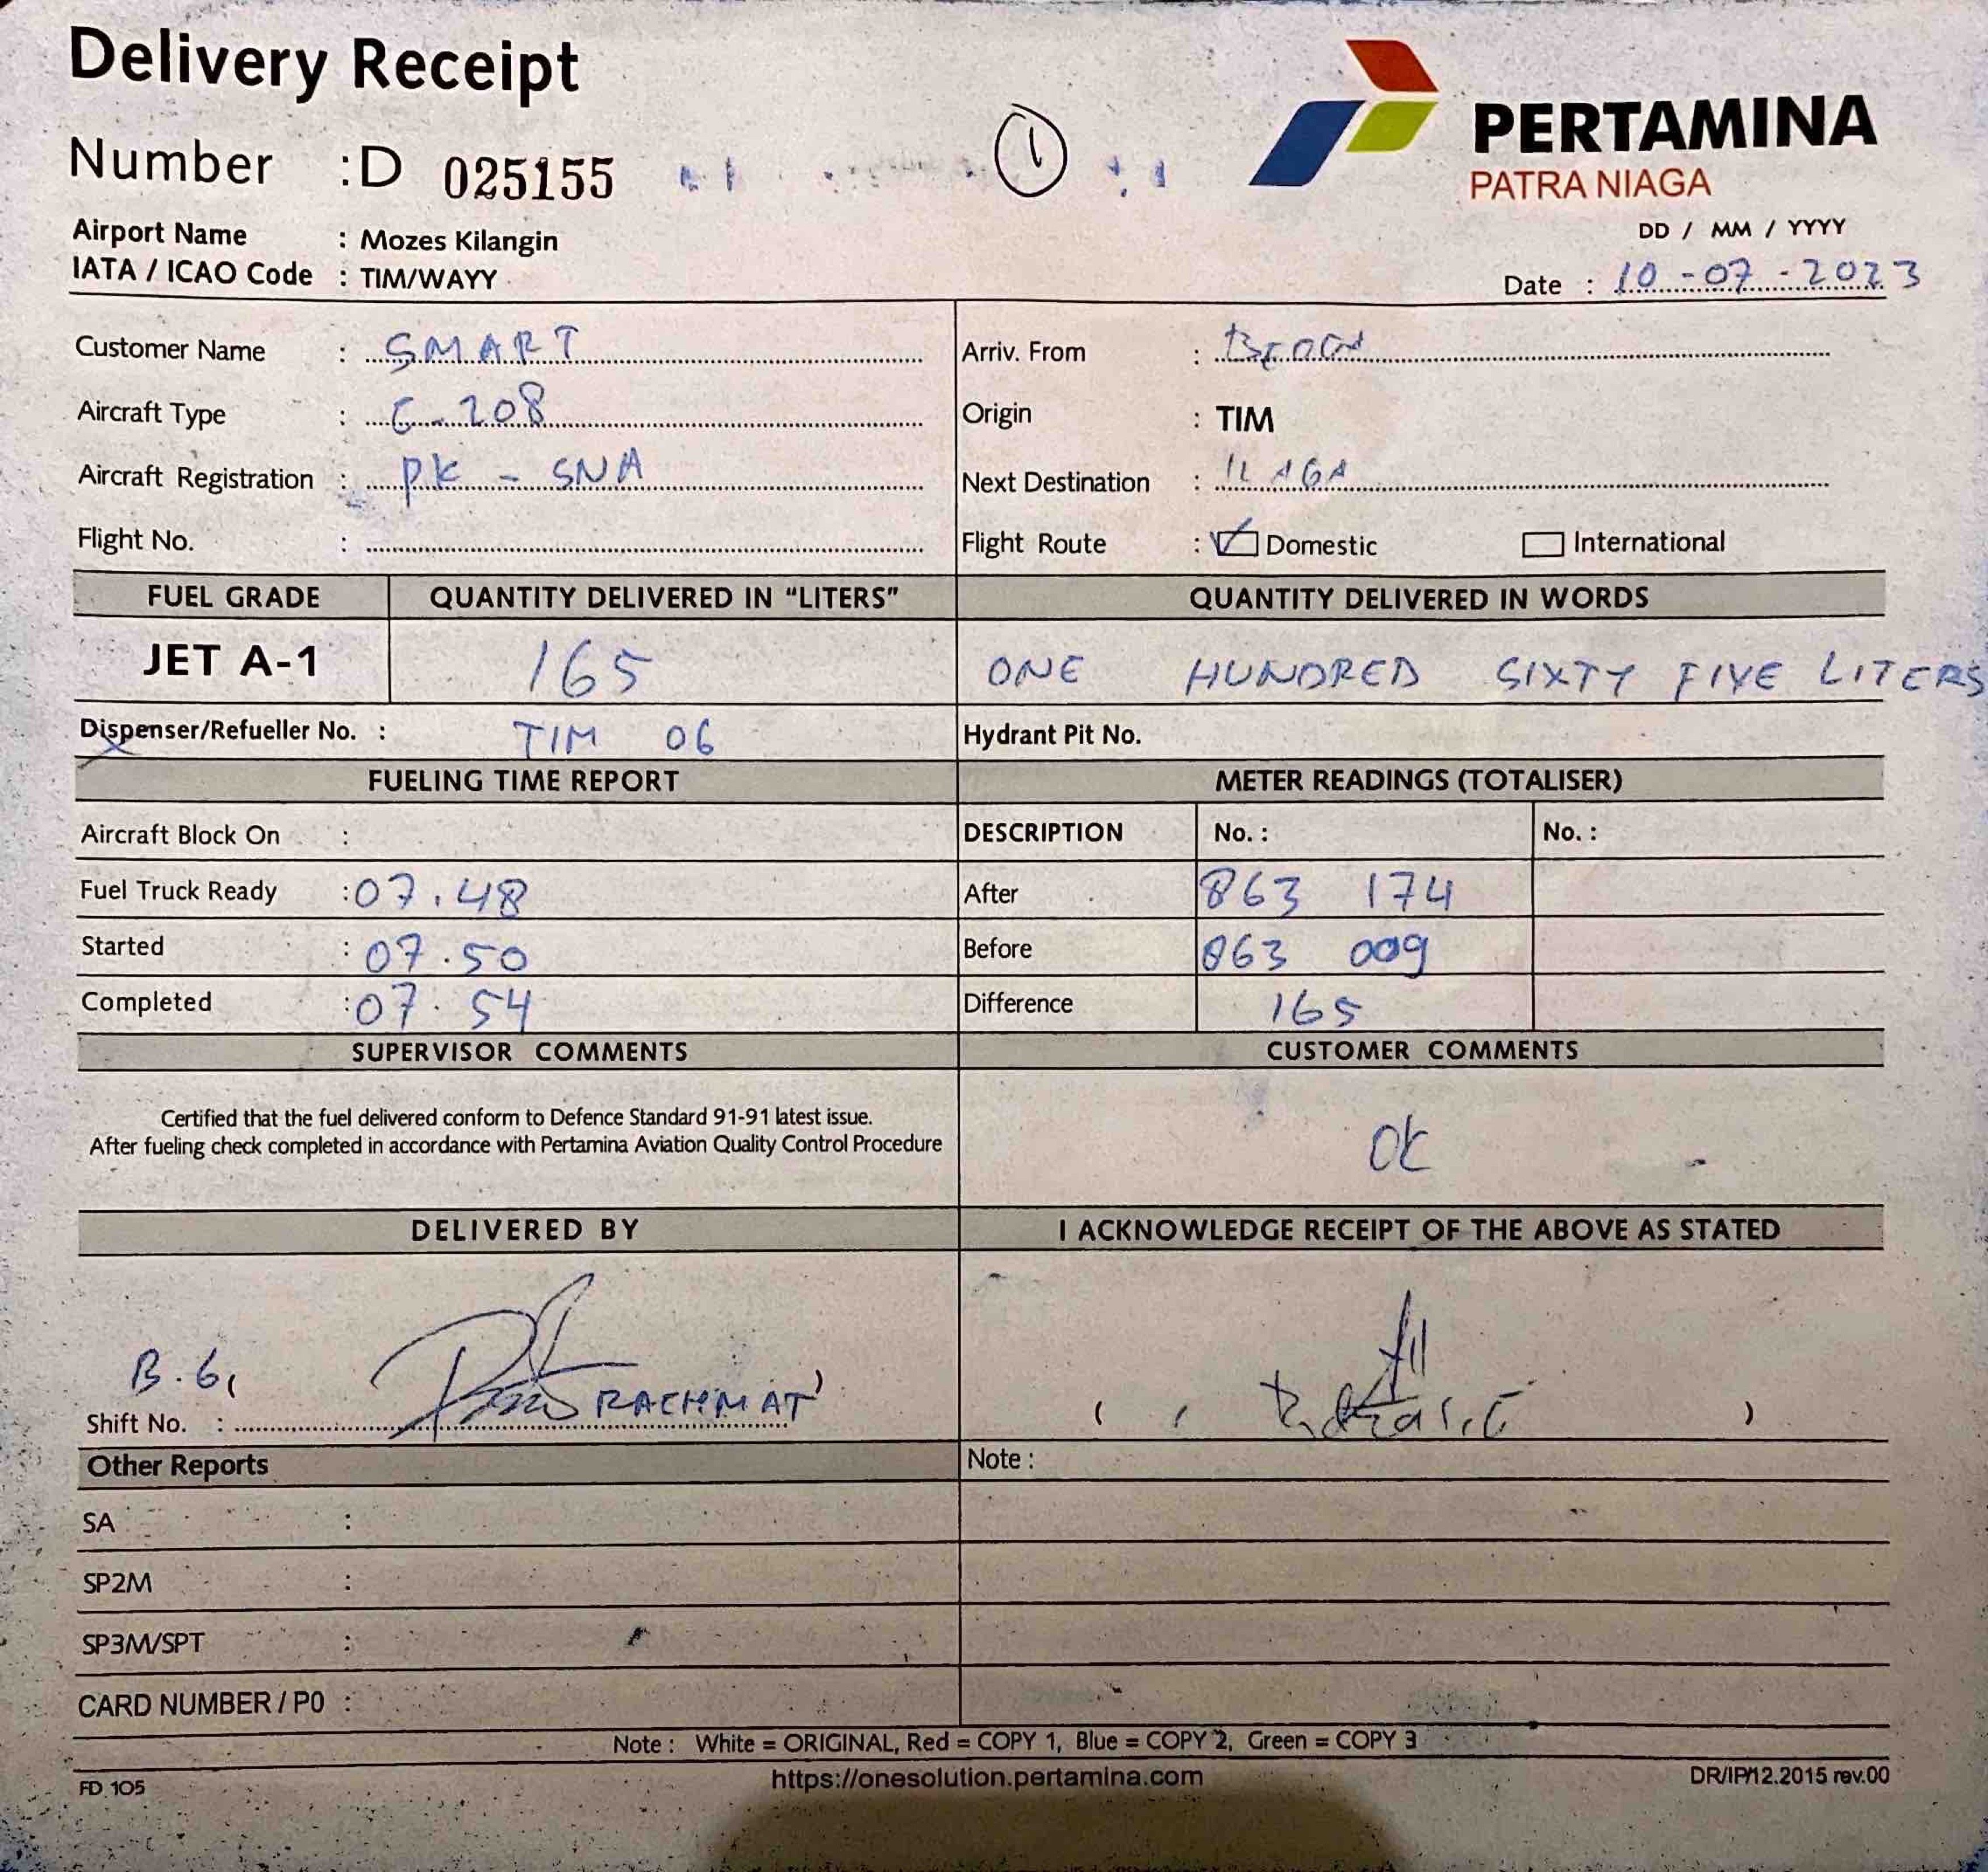 Delivery Receipt
Number : D 025155
1
PERTAMINA
PATRA NIAGA
Airport Name : Mozes Kilangin
IATA / ICAO Code : TIM/WAYY
DD / MM / YYYY
Date : 10-07-2023
Customer Name : SMART
Arriv. From :
Aircraft Type : C-208
Origin : TIM
Aircraft Registration : PK - SNA
Next Destination : ILAGA
Flight No. :
Flight Route : Domestic International
FUEL GRADE QUANTITY DELIVERED IN "LITERS" QUANTITY DELIVERED IN WORDS
JET A-1 165 ONE HUNDRED SIXTY FIVE LITERS
Dispenser/Refueller No. : TIM 06 Hydrant Pit No.
FUELING TIME REPORT METER READINGS (TOTALISER)
Aircraft Block On : DESCRIPTION No. : No. :
Fuel Truck Ready : 07.48 After 863 174
Started : 07.50 Before 863 009
Completed : 07.54 Difference 165
SUPERVISOR COMMENTS CUSTOMER COMMENTS
Certified that the fuel delivered conform to Defence Standard 91-91 latest issue.
After fueling check completed in accordance with Pertamina Aviation Quality Control Procedure
OK
DELIVERED BY I ACKNOWLEDGE RECEIPT OF THE ABOVE AS STATED
Shift No. : RACHMAT
Other Reports Note :
SA :
SP2M :
SP3M/SPT :
CARD NUMBER / PO :
Note : White = ORIGINAL, Red = COPY 1, Blue = COPY 2, Green = COPY 3
FD 105 https://onesolution.pertamina.com DR/IP/12.2015 rev.00